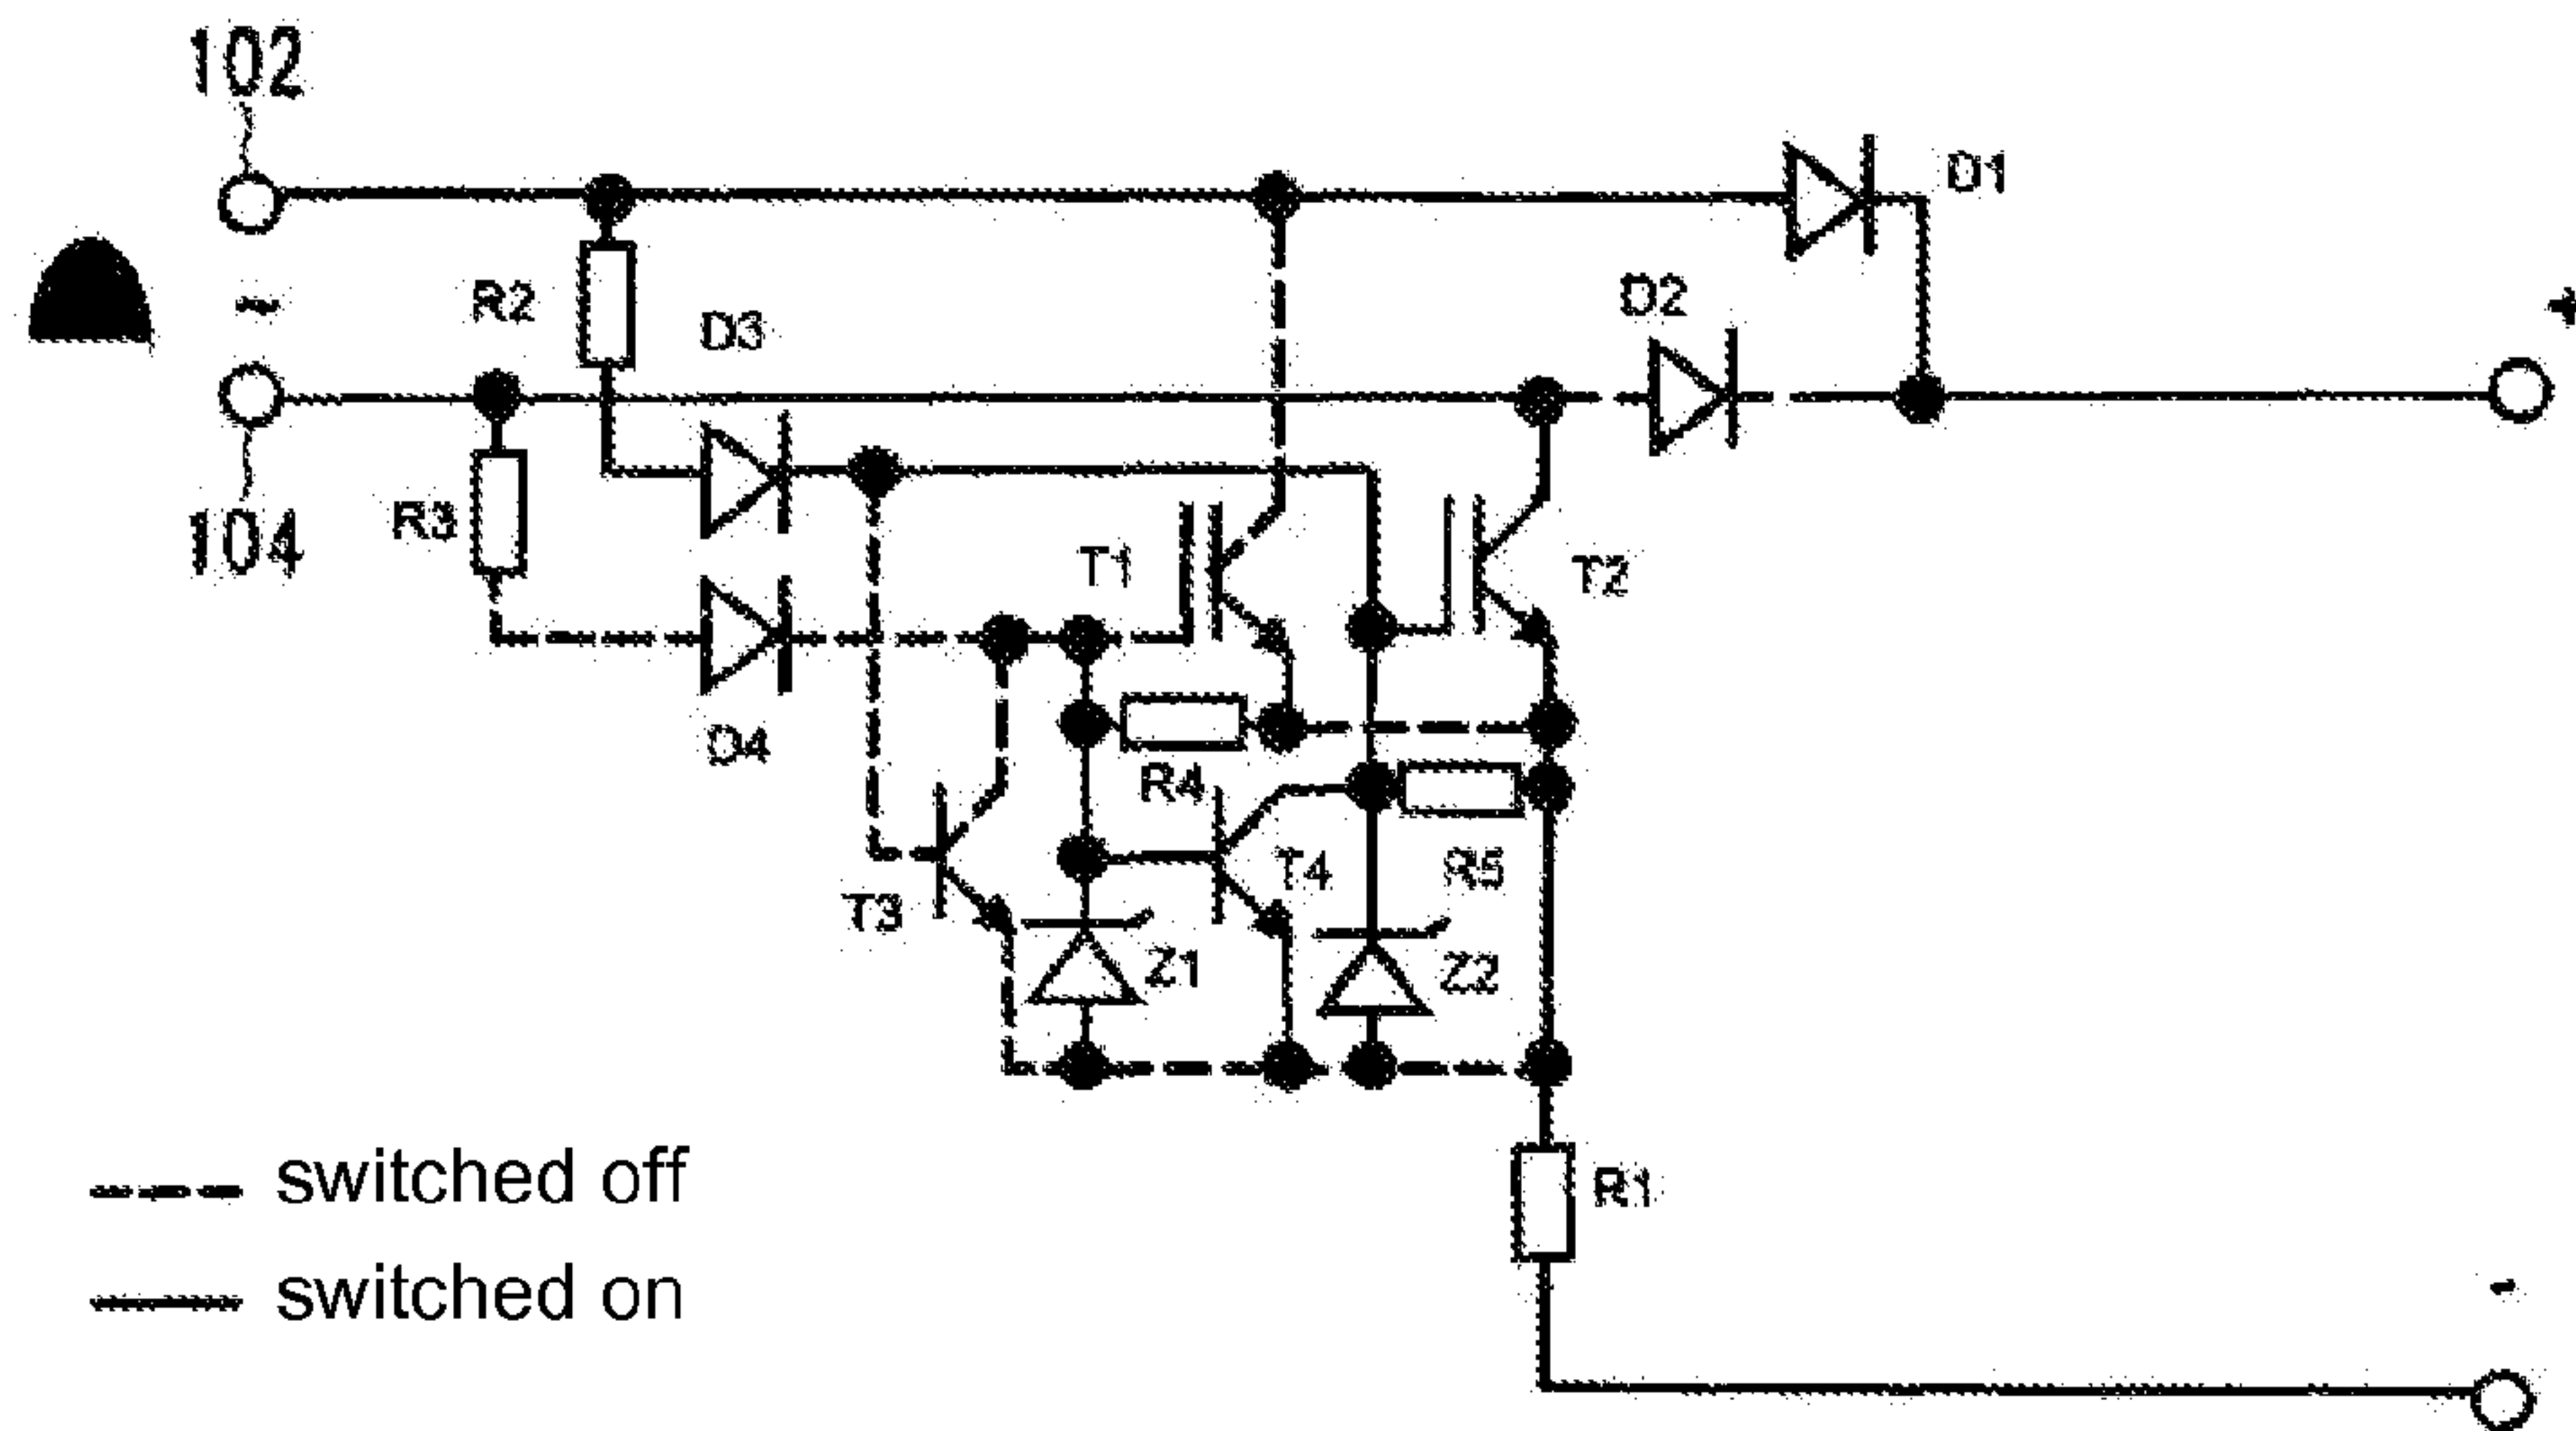 102
D1
~
R2
D2
+
D3
R3
104
T1
T2
D4
R4
T3
T4
R5
Z1
Z2
R1
switched off
switched on
-